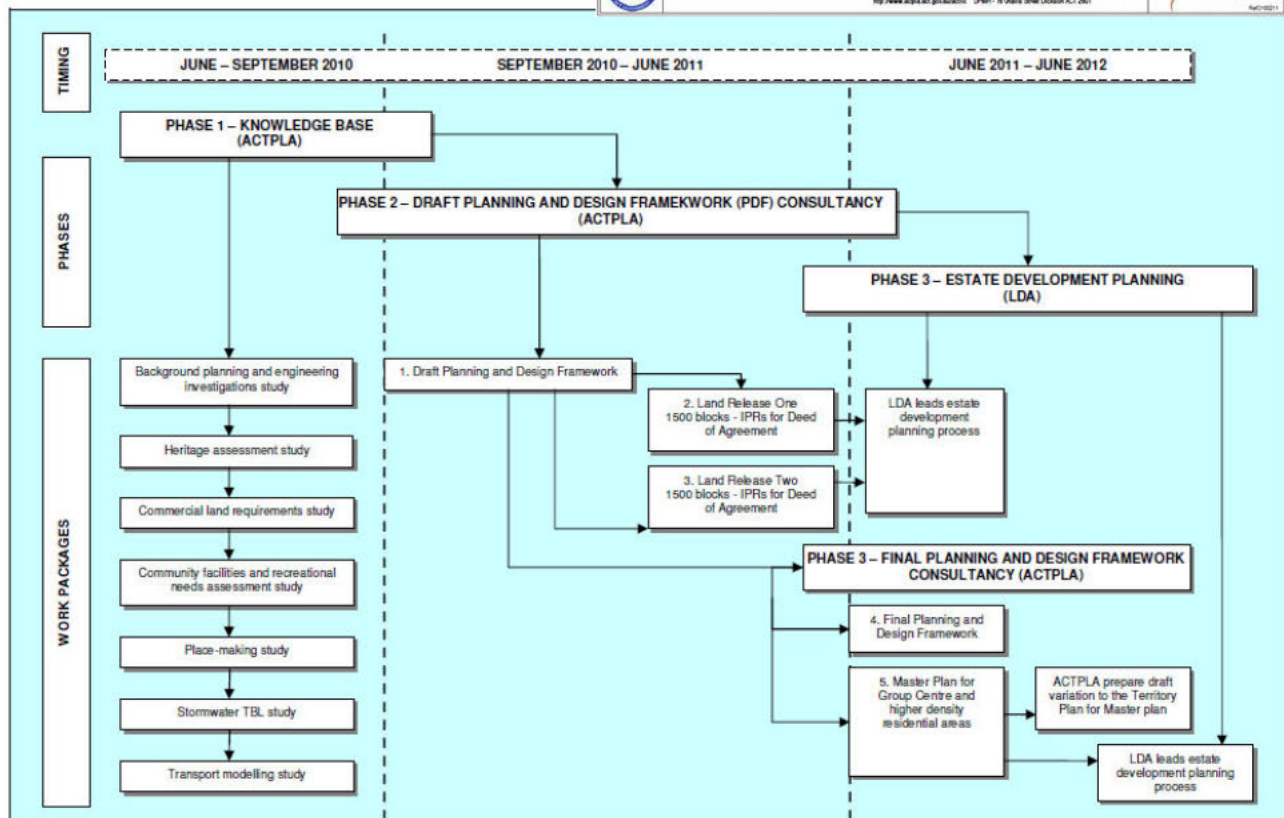 http://www.actpla.act.gov.au/actmic
TIMING
JUNE – SEPTEMBER 2010
SEPTEMBER 2010 – JUNE 2011
JUNE 2011 – JUNE 2012
PHASES
PHASE 1 – KNOWLEDGE BASE
(ACTPLA)
PHASE 2 – DRAFT PLANNING AND DESIGN FRAMEKWORK (PDF) CONSULTANCY
(ACTPLA)
PHASE 3 – ESTATE DEVELOPMENT PLANNING
(LDA)
WORK PACKAGES
Background planning and engineering
investigations study
Heritage assessment study
Commercial land requirements study
Community facilities and recreational
needs assessment study
Place-making study
Stormwater TBL study
Transport modelling study
1. Draft Planning and Design Framework
2. Land Release One
1500 blocks - IPRs for Deed
of Agreement
3. Land Release Two
1500 blocks - IPRs for Deed
of Agreement
LDA leads estate
development
planning process
PHASE 3 – FINAL PLANNING AND DESIGN FRAMEWORK
CONSULTANCY (ACTPLA)
4. Final Planning and
Design Framework
5. Master Plan for
Group Centre and
higher density
residential areas
ACTPLA prepare draft
variation to the Territory
Plan for Master plan
LDA leads estate
development planning
process